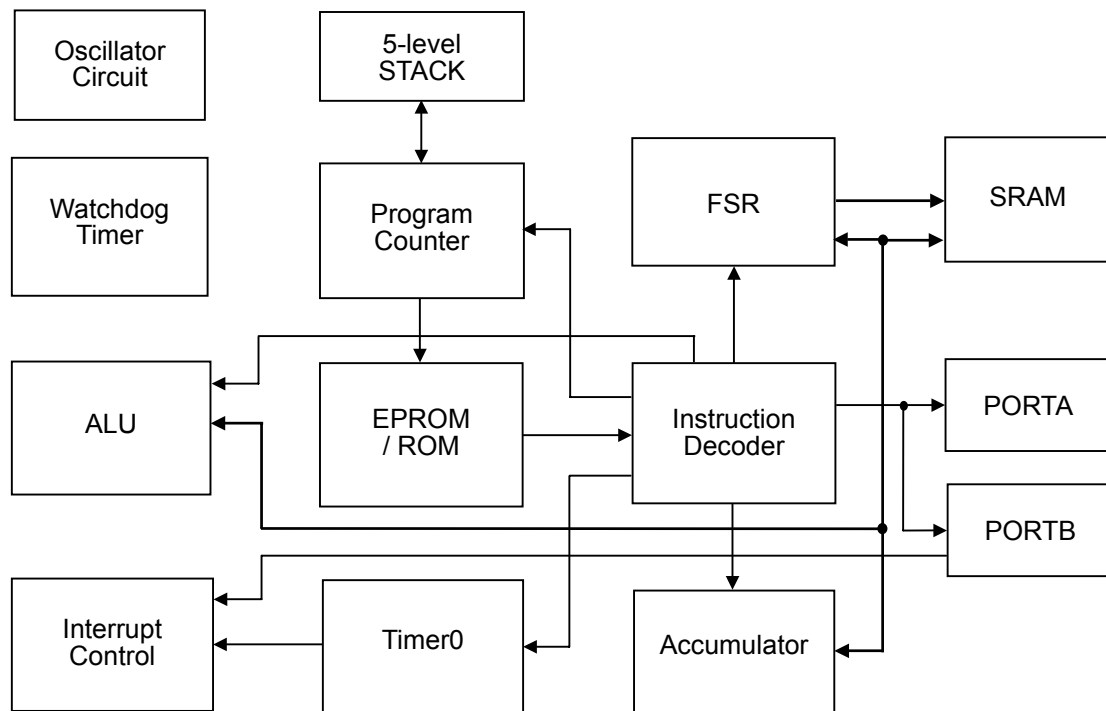 Oscillator
Circuit
5-level
STACK
Watchdog
Timer
Program
Counter
FSR
SRAM
ALU
EPROM
/ ROM
Instruction
Decoder
PORTA
PORTB
Interrupt
Control
Timer0
Accumulator